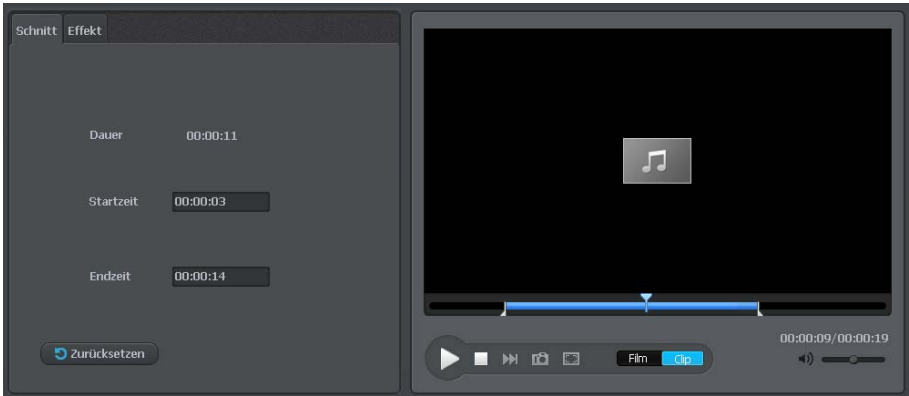 Schnitt Effekt
Dauer 00:00:11
Startzeit 00:00:03
Endzeit 00:00:14
Zurücksetzen
Film Clip
00:00:09/00:00:19